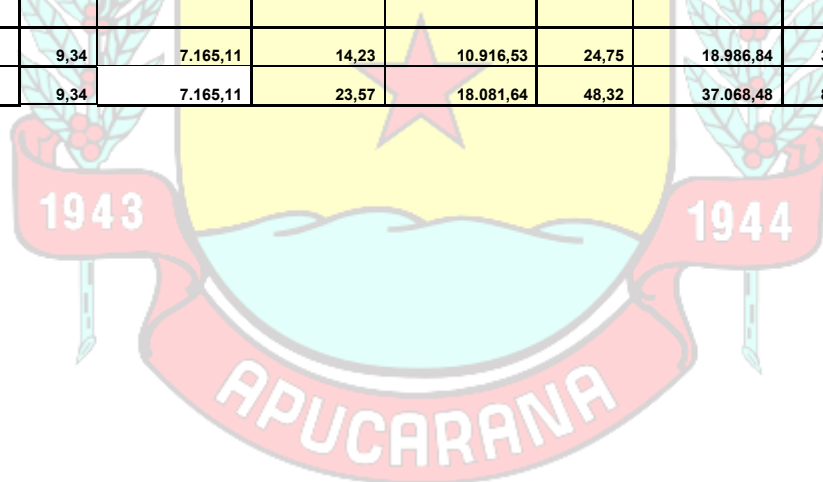 9,34 7.165,11 14,23 10.916,53 24,75 18.986,84
9,34 7.165,11 23,57 18.081,64 48,32 37.068,48
1943 1944
APUCARANA